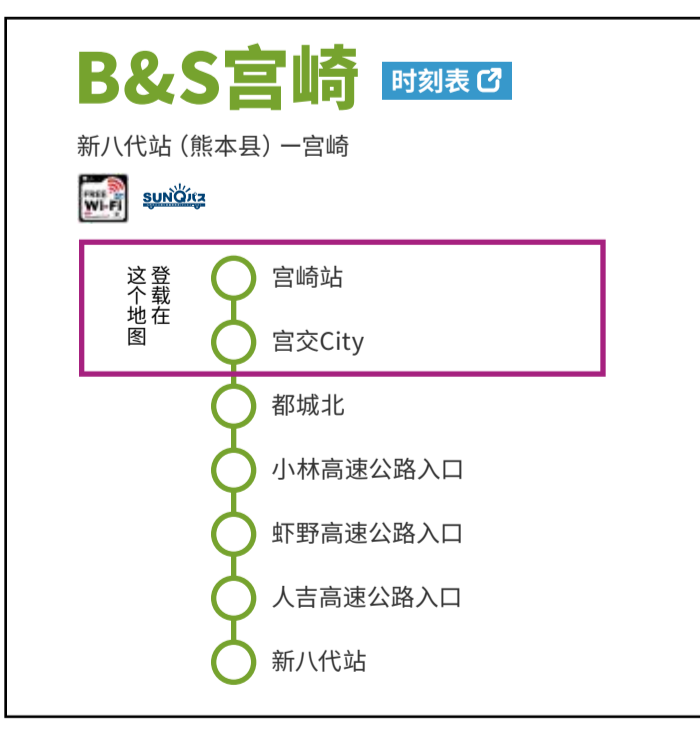 B&S宫崎
时刻表
新八代站（熊本县）ー宫崎
FREE
Wi-Fi
SUNQパス
登载在
这个地图
宫崎站
宫交City
都城北
小林高速公路入口
虾野高速公路入口
人吉高速公路入口
新八代站